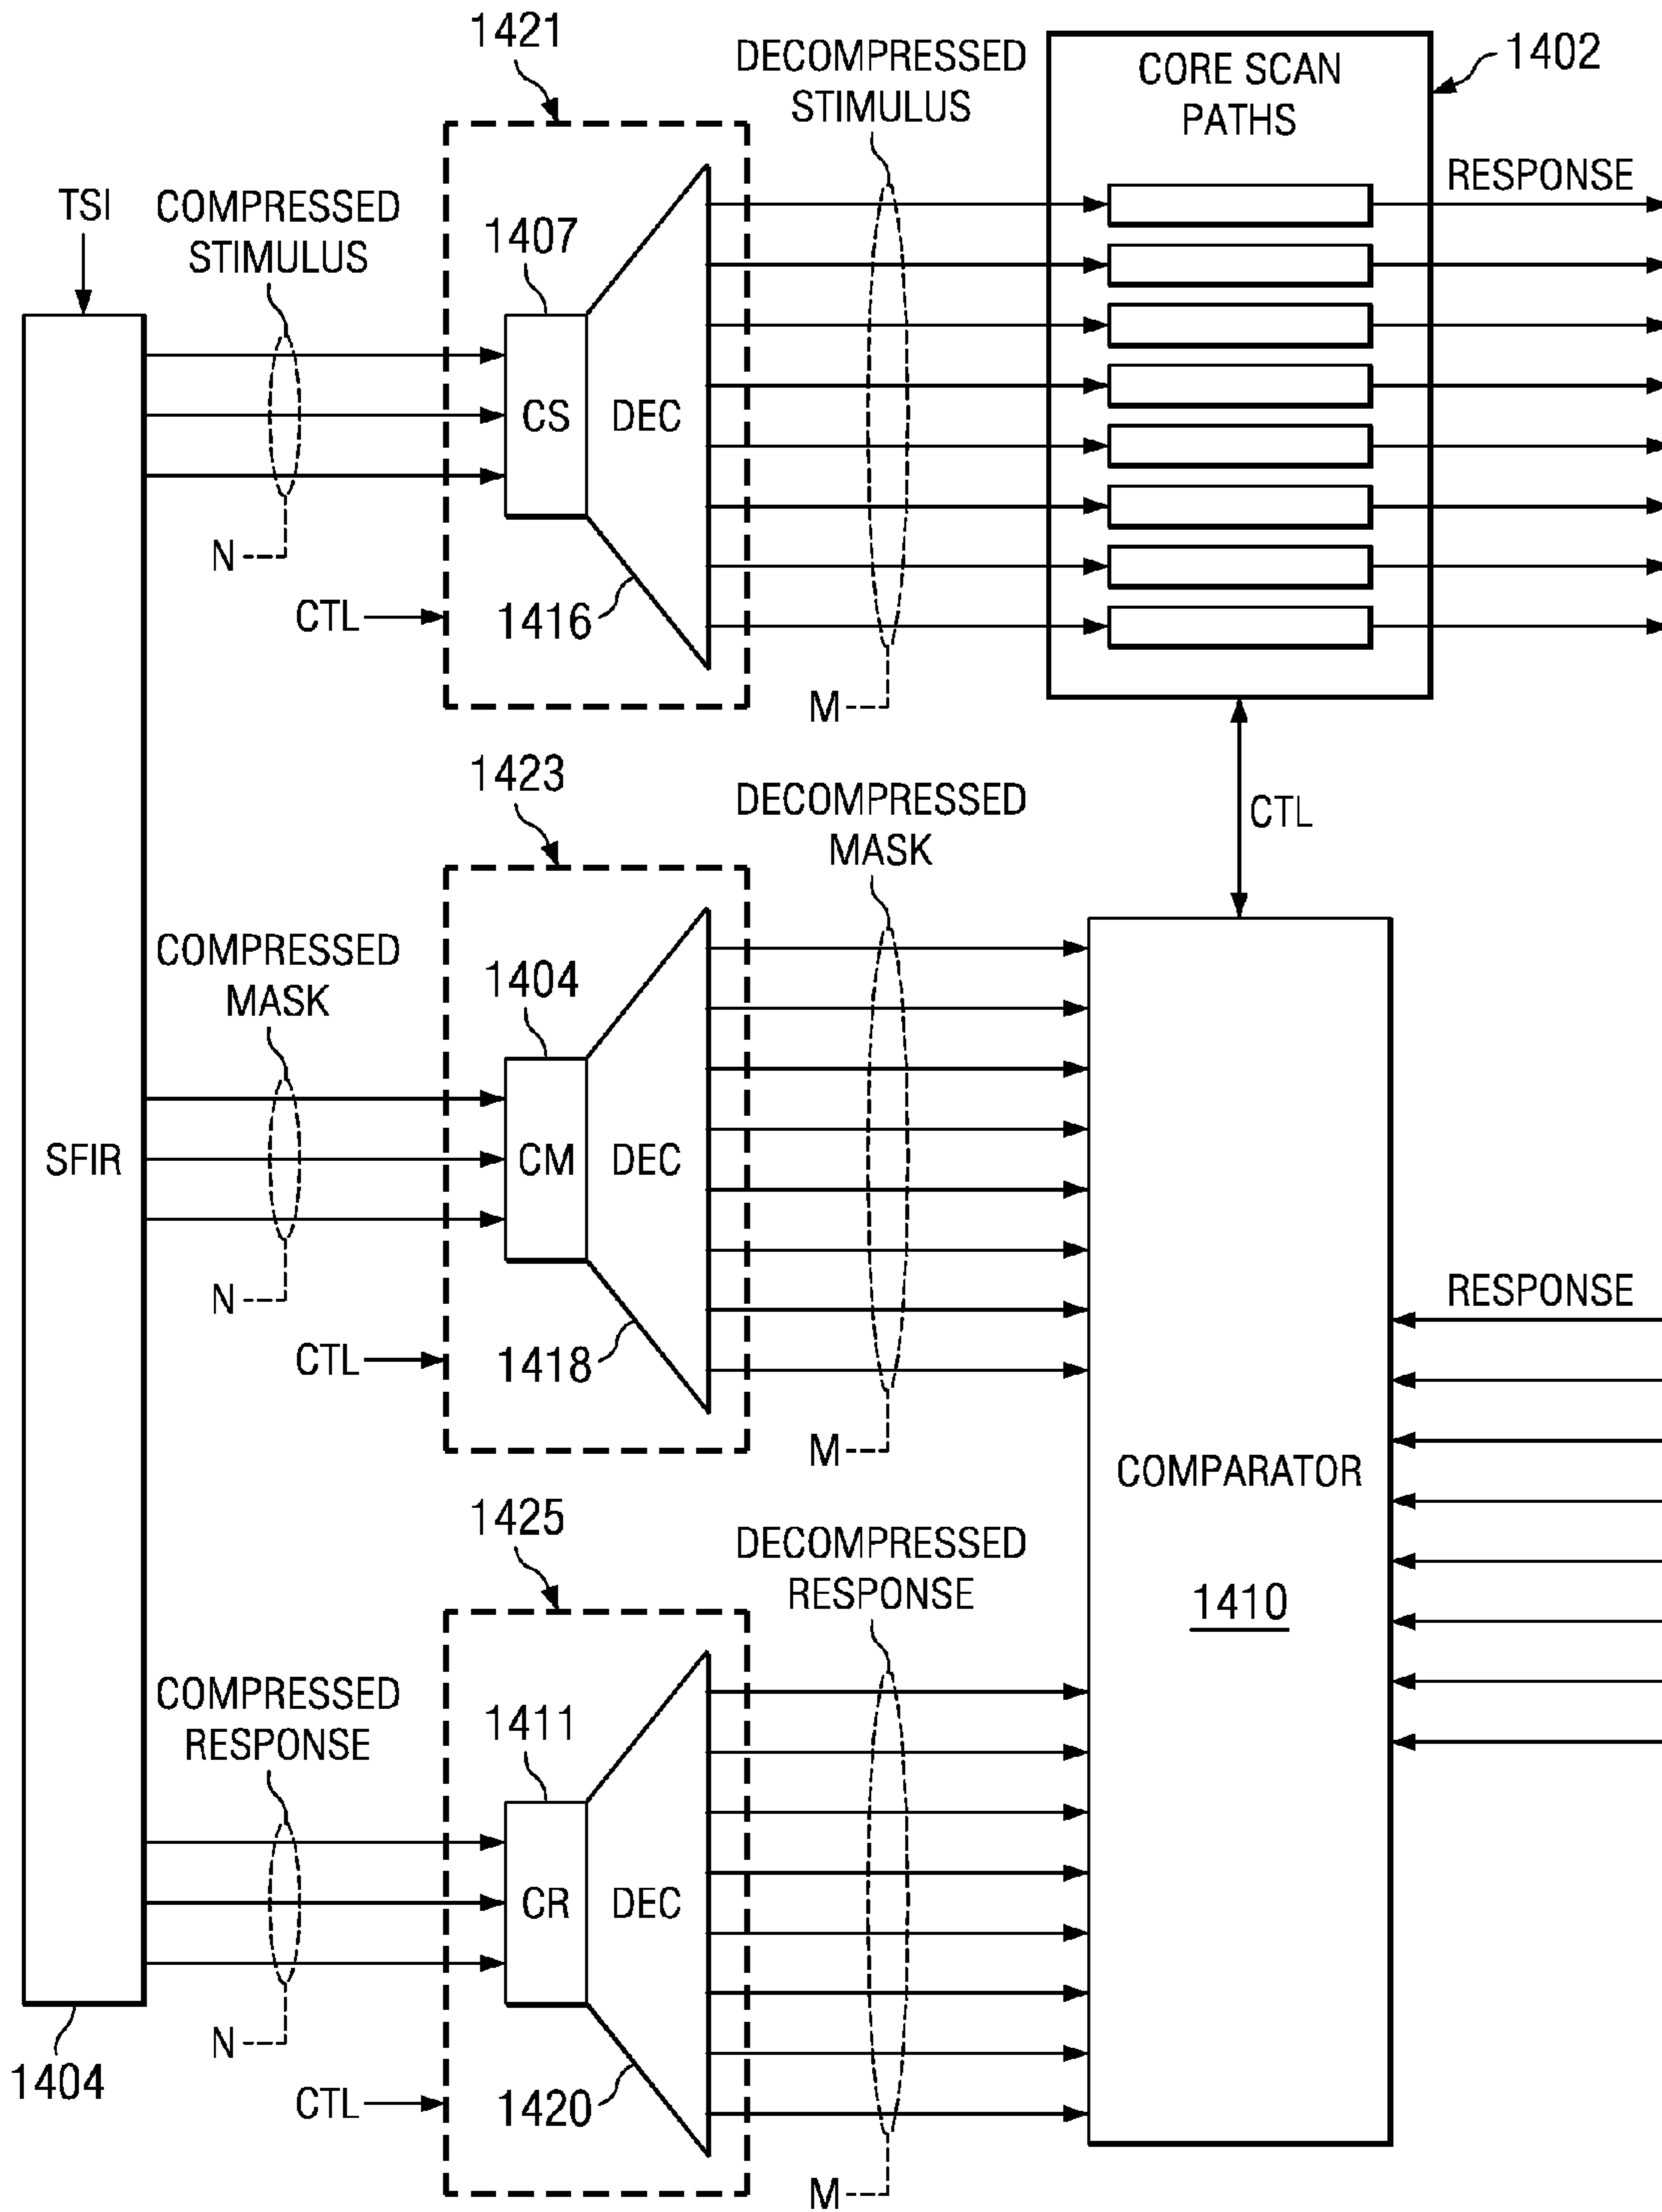 1421
DECOMPRESSED
STIMULUS
CORE SCAN
PATHS
1402
TSI
COMPRESSED
STIMULUS
1407
RESPONSE
CS
DEC
N
CTL
1416
M
1423
DECOMPRESSED
MASK
CTL
COMPRESSED
MASK
1404
SFIR
CM
DEC
N
CTL
1418
M
RESPONSE
COMPARATOR
1410
1425
DECOMPRESSED
RESPONSE
COMPRESSED
RESPONSE
1411
CR
DEC
N
1404
CTL
1420
M